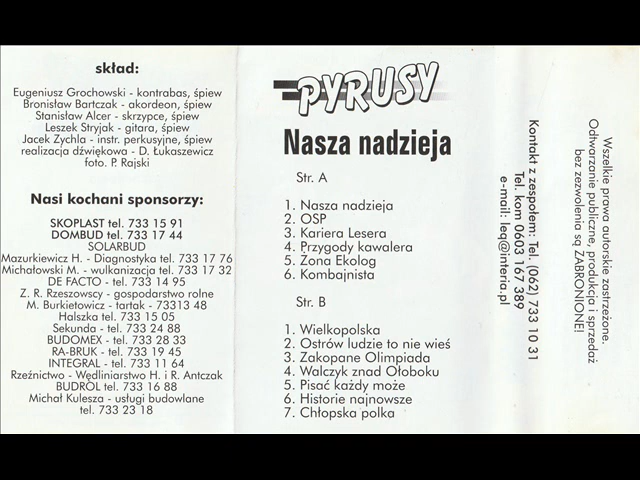 skład:
Eugeniusz Grochowski - kontrabas, śpiew
Bronisław Bartczak - akordeon, śpiew
Stanisław Alcer - skrzypce, śpiew
Leszek Stryjak - gitara, śpiew
Jacek Zychla - instr. perkusyjne, śpiew
realizacja dźwiękowa - D. Łukaszewicz
foto. P. Rajski
Nasi kochani sponsorzy:
SKOPLAST tel. 733 15 91
DOMBUD tel. 733 17 44
SOLARBUD
Mazurkiewicz H. - Diagnostyka tel. 733 17 76
Michałowski M. - wulkanizacja tel. 733 17 32
DE FACTO - tel. 733 14 95
Z. R. Rzeszowscy - gospodarstwo rolne
M. Burkietowicz - tartak - 73313 48
Halszka tel. 733 15 05
Sekunda - tel. 733 24 88
BUDOMEX - tel. 733 28 33
RA-BRUK - tel. 733 19 45
INTEGRAL - tel. 733 11 64
Rzeźnictwo - Wędliniarstwo H. i R. Antczak
BUDROL tel. 733 16 88
Michał Kulesza - usługi budowlane
tel. 733 23 18
PYRUSY
Nasza nadzieja
Str. A
1. Nasza nadzieja
2. OSP
3. Kariera Lesera
4. Przygody kawalera
5. Żona Ekolog
6. Kombajnista
Str. B
1. Wielkopolska
2. Ostrów ludzie to nie wieś
3. Zakopane Olimpiada
4. Walczyk znad Ołoboku
5. Pisać każdy może
6. Historie najnowsze
7. Chłopska polka
Kontakt z zespołem: Tel. (062) 733 10 31
Tel. kom 0603 167 389
e-mail: leq@interia.pl
Wszelkie prawa autorskie zastrzeżone.
Odtwarzanie publiczne, produkcja i sprzedaż
bez zezwolenia są ZABRONIONE!